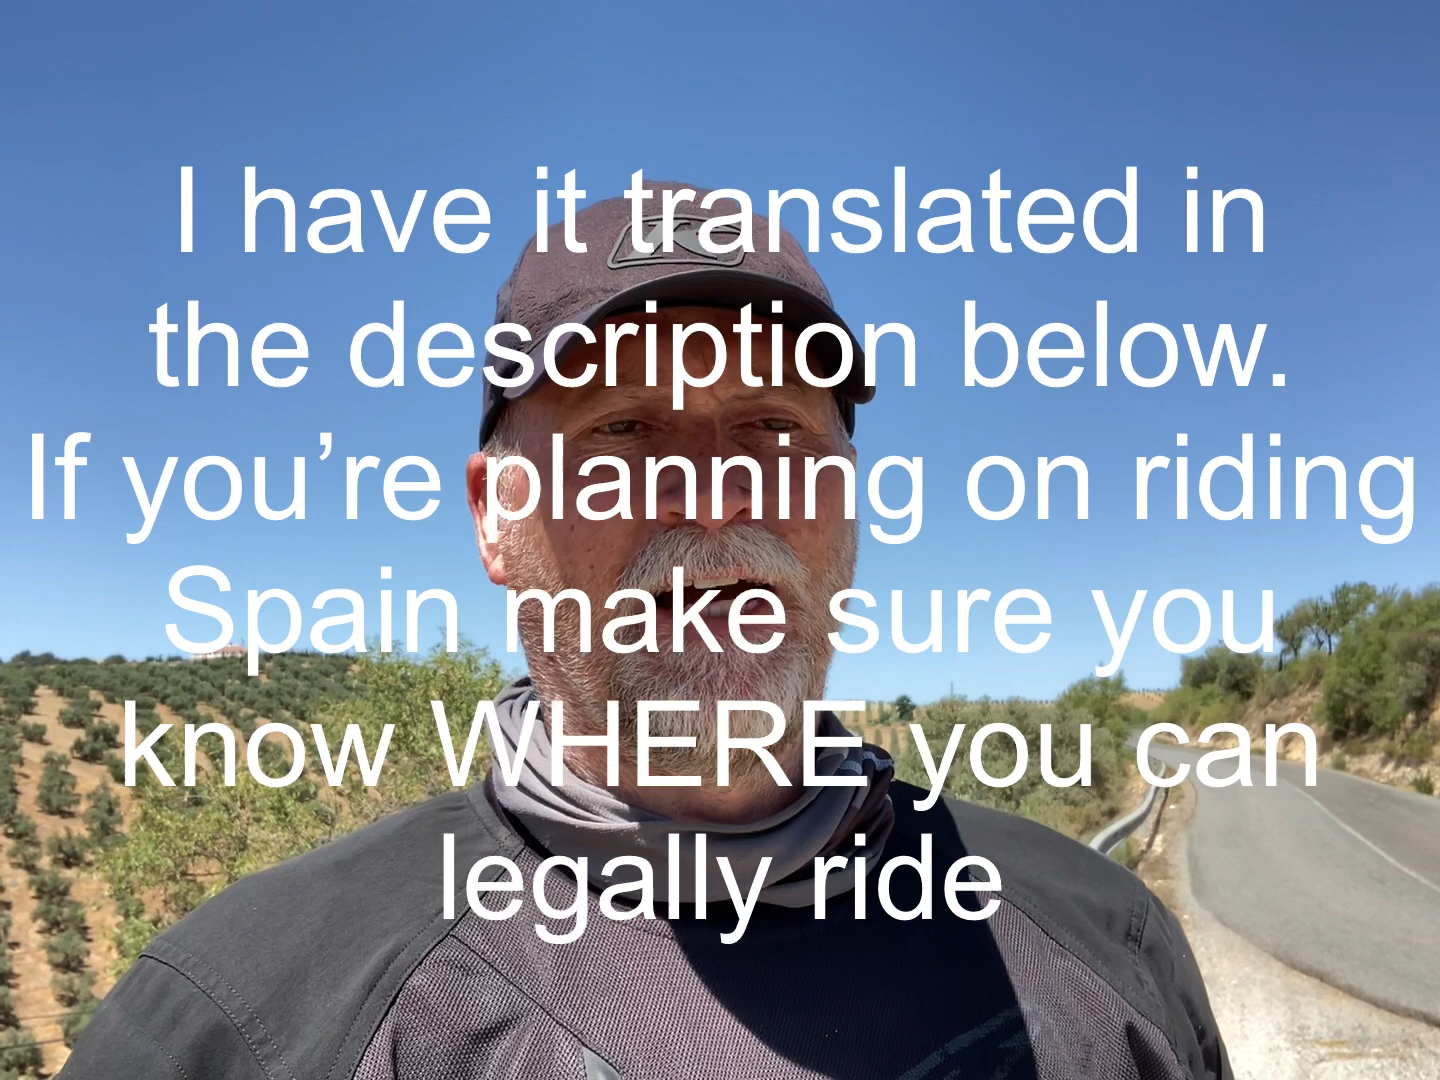 I have it translated in
the description below.
If you’re planning on riding
Spain make sure you
know WHERE you can
legally ride